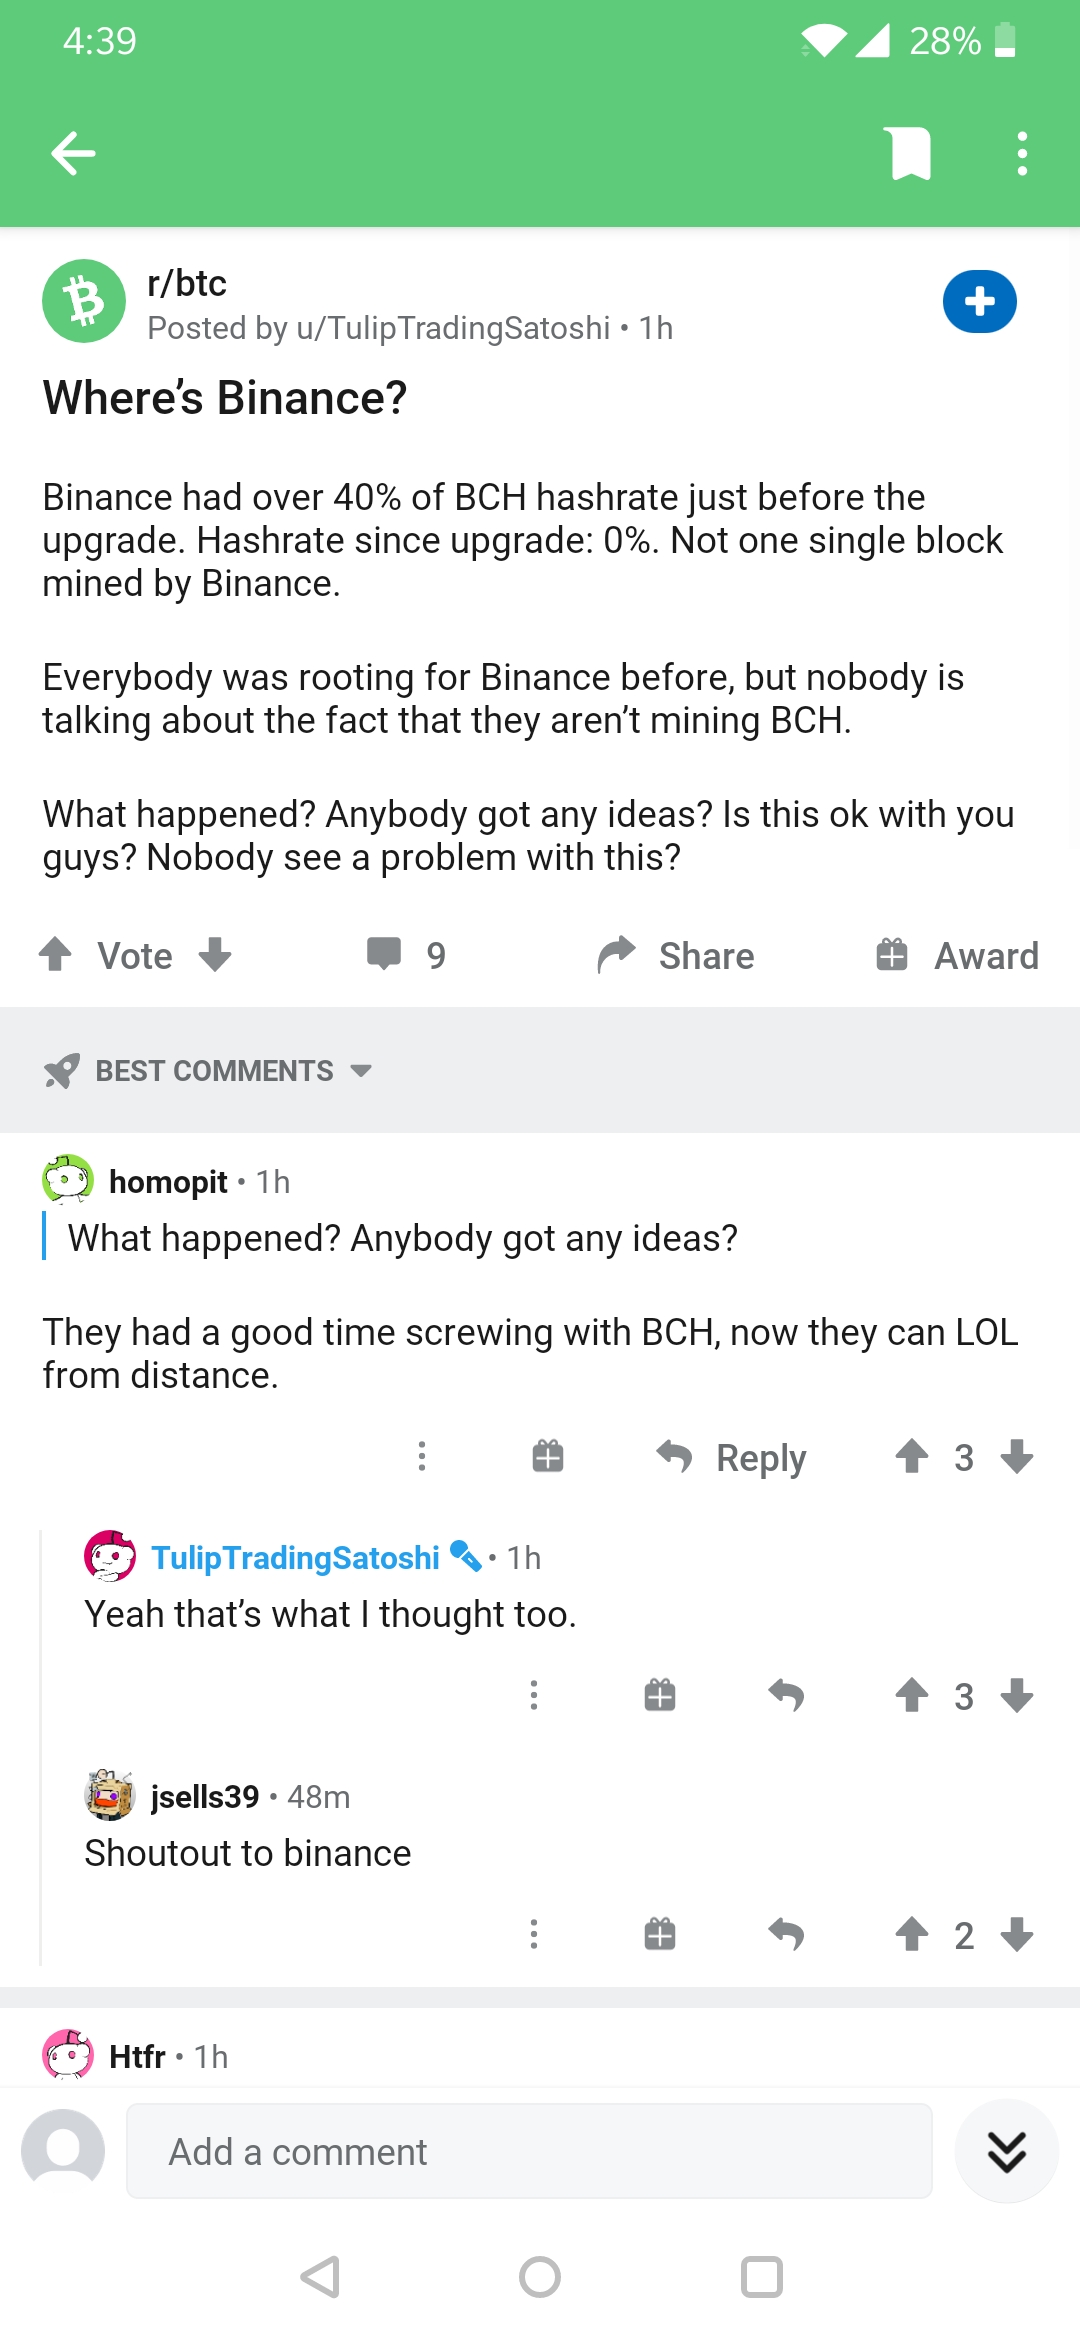 4:39
28%
r/btc
Posted by u/TulipTradingSatoshi • 1h
Where’s Binance?
Binance had over 40% of BCH hashrate just before the
upgrade. Hashrate since upgrade: 0%. Not one single block
mined by Binance.
Everybody was rooting for Binance before, but nobody is
talking about the fact that they aren’t mining BCH.
What happened? Anybody got any ideas? Is this ok with you
guys? Nobody see a problem with this?
Vote 9 Share Award
BEST COMMENTS
homopit • 1h
What happened? Anybody got any ideas?
They had a good time screwing with BCH, now they can LOL
from distance.
Reply 3
TulipTradingSatoshi • 1h
Yeah that’s what I thought too.
3
jsells39 • 48m
Shoutout to binance
2
Htfr • 1h
Add a comment